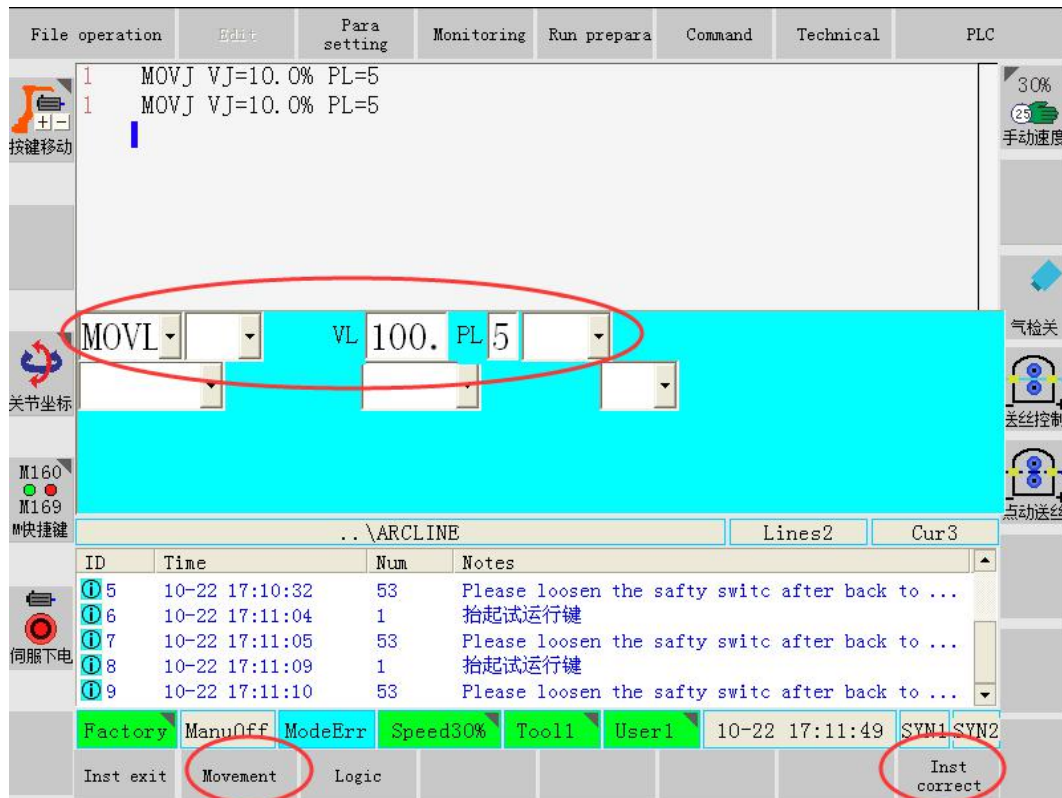 File operation Edit Para setting Monitoring Run prepara Command Technical PLC
1 MOVJ VJ=10.0% PL=5
1 MOVJ VJ=10.0% PL=5
按健移动
30%
25
手动速度
MOVL VL 100. PL 5
气检关
关节坐标
送丝控制
M160
M169
M快捷鍵
点动送丝
..\ARCLINE Lines2 Cur3
ID Time Num Notes
5 10-22 17:10:32 53 Please loosen the safty switc after back to ...
6 10-22 17:11:04 1 抬起试运行键
7 10-22 17:11:05 53 Please loosen the safty switc after back to ...
8 10-22 17:11:09 1 抬起试运行键
9 10-22 17:11:10 53 Please loosen the safty switc after back to ...
伺服下电
Factory ManuOff ModeErr Speed30% Tool1 User1 10-22 17:11:49 SYN1 SYN2
Inst exit Movement Logic Inst correct